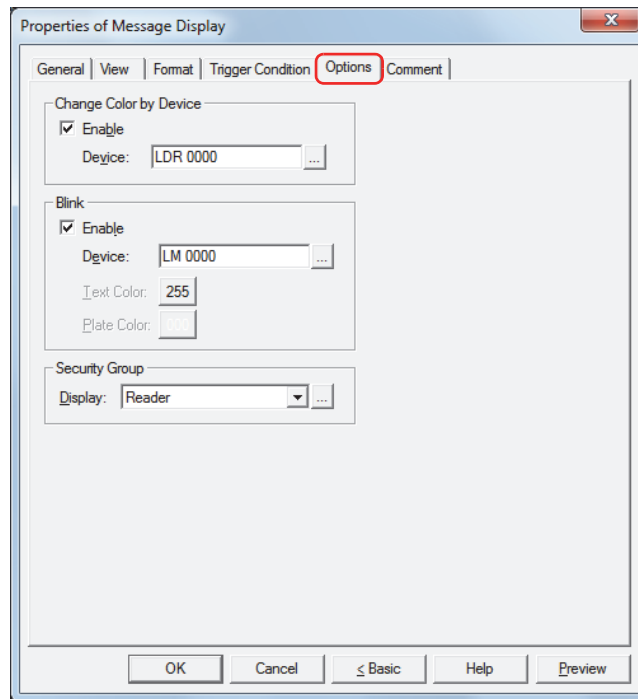 Properties of Message Display
General View Format Trigger Condition Options Comment
Change Color by Device
Enable
Device: LDR 0000 ...
Blink
Enable
Device: LM 0000 ...
Text Color: 255
Plate Color: 000
Security Group
Display: Reader ...
OK Cancel < Basic Help Preview